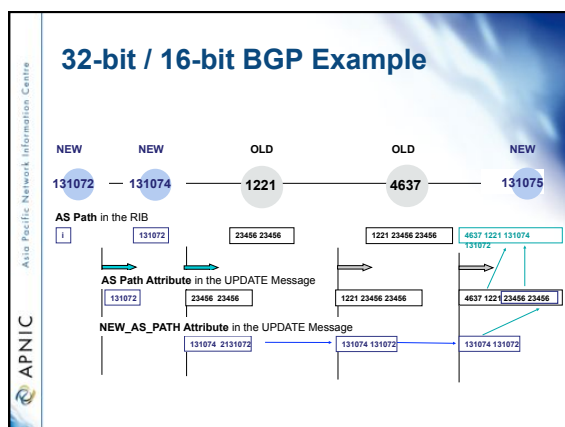 32-bit / 16-bit BGP Example
Asia Pacific Network Information Centre
APNIC
NEW NEW OLD OLD NEW
131072 131074 1221 4637 131075
AS Path in the RIB
i 131072 23456 23456 1221 23456 23456 4637 1221 131074
131072
AS Path Attribute in the UPDATE Message
131072 23456 23456 1221 23456 23456 4637 1221 23456 23456
NEW_AS_PATH Attribute in the UPDATE Message
131074 2131072 131074 131072 131074 131072